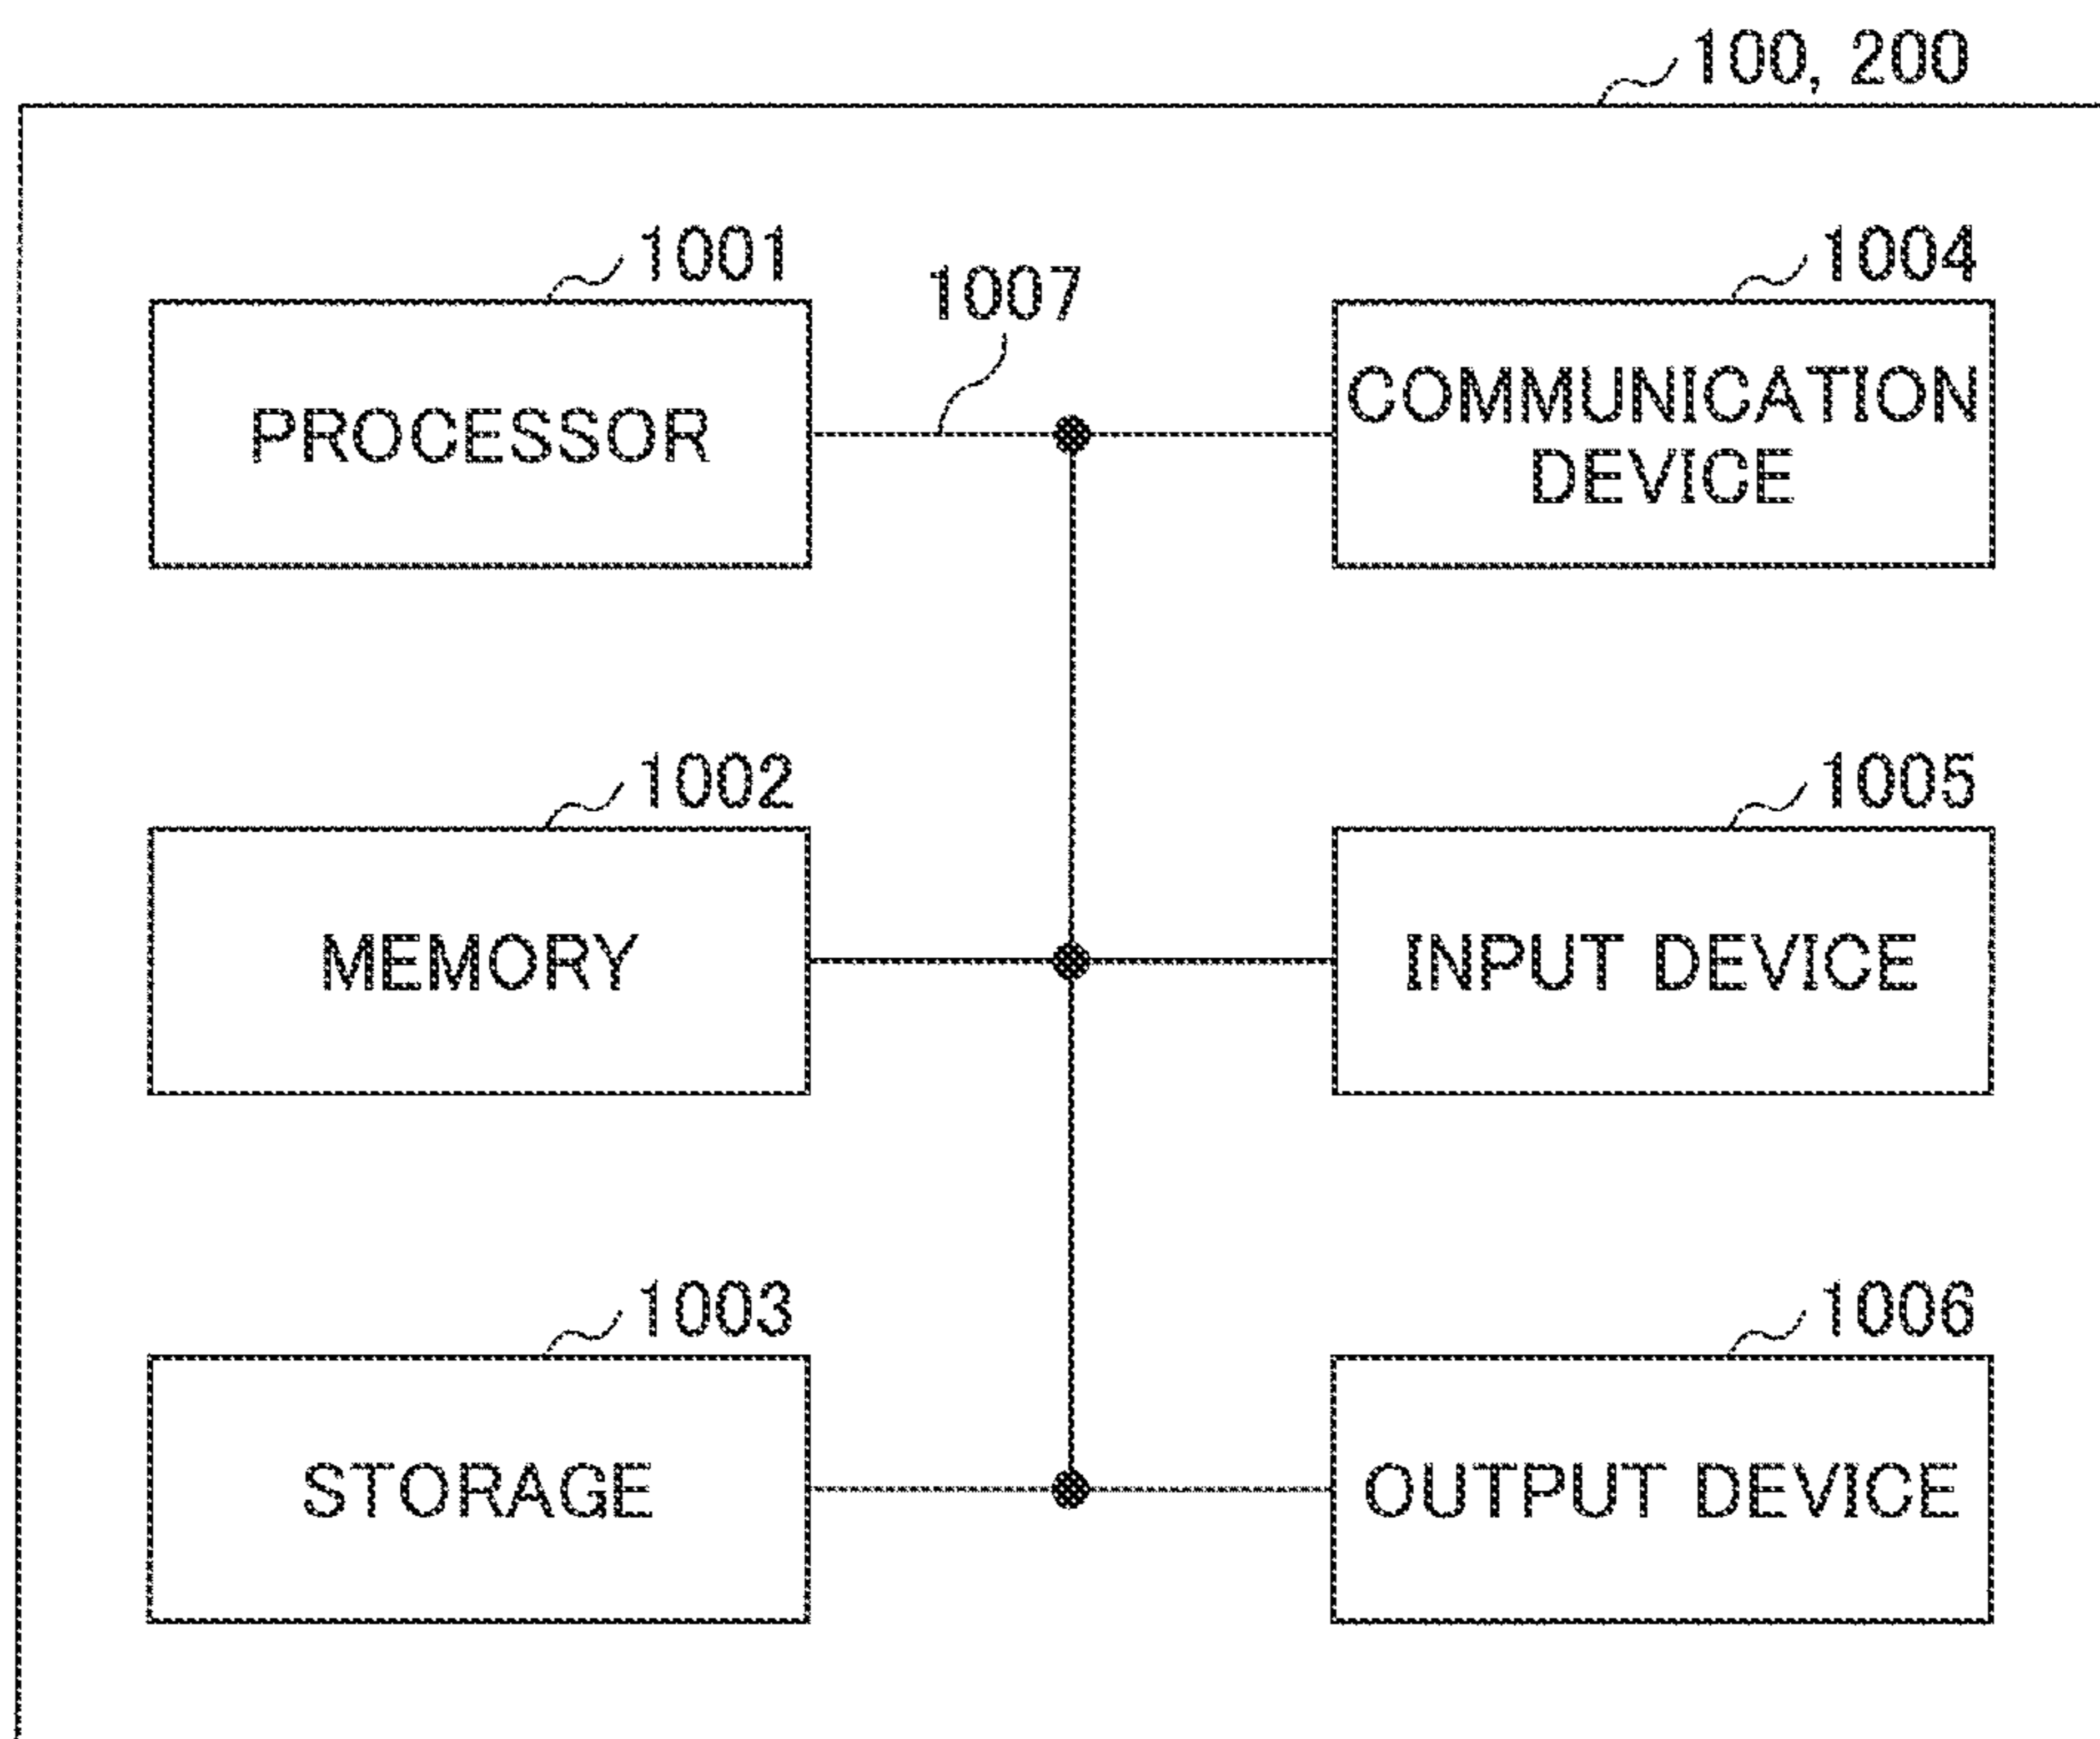 100, 200
1001
1007
1004
PROCESSOR
COMMUNICATION
DEVICE
1002
1005
MEMORY
INPUT DEVICE
1003
1006
STORAGE
OUTPUT DEVICE